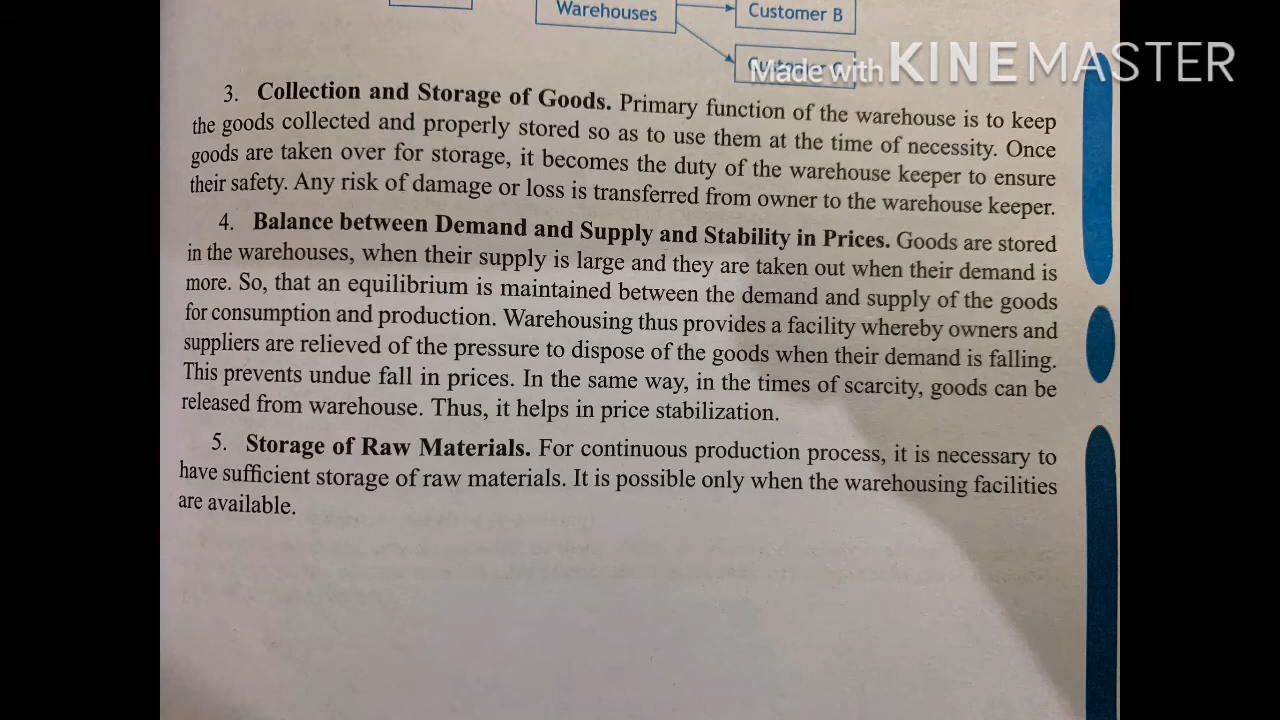 Warehouses
Customer B
Customer C
Made with KINEMASTER
3. Collection and Storage of Goods. Primary function of the warehouse is to keep
the goods collected and properly stored so as to use them at the time of necessity. Once
goods are taken over for storage, it becomes the duty of the warehouse keeper to ensure
their safety. Any risk of damage or loss is transferred from owner to the warehouse keeper.
4. Balance between Demand and Supply and Stability in Prices. Goods are stored
in the warehouses, when their supply is large and they are taken out when their demand is
more. So, that an equilibrium is maintained between the demand and supply of the goods
for consumption and production. Warehousing thus provides a facility whereby owners and
suppliers are relieved of the pressure to dispose of the goods when their demand is falling.
This prevents undue fall in prices. In the same way, in the times of scarcity, goods can be
released from warehouse. Thus, it helps in price stabilization.
5. Storage of Raw Materials. For continuous production process, it is necessary to
have sufficient storage of raw materials. It is possible only when the warehousing facilities
are available.